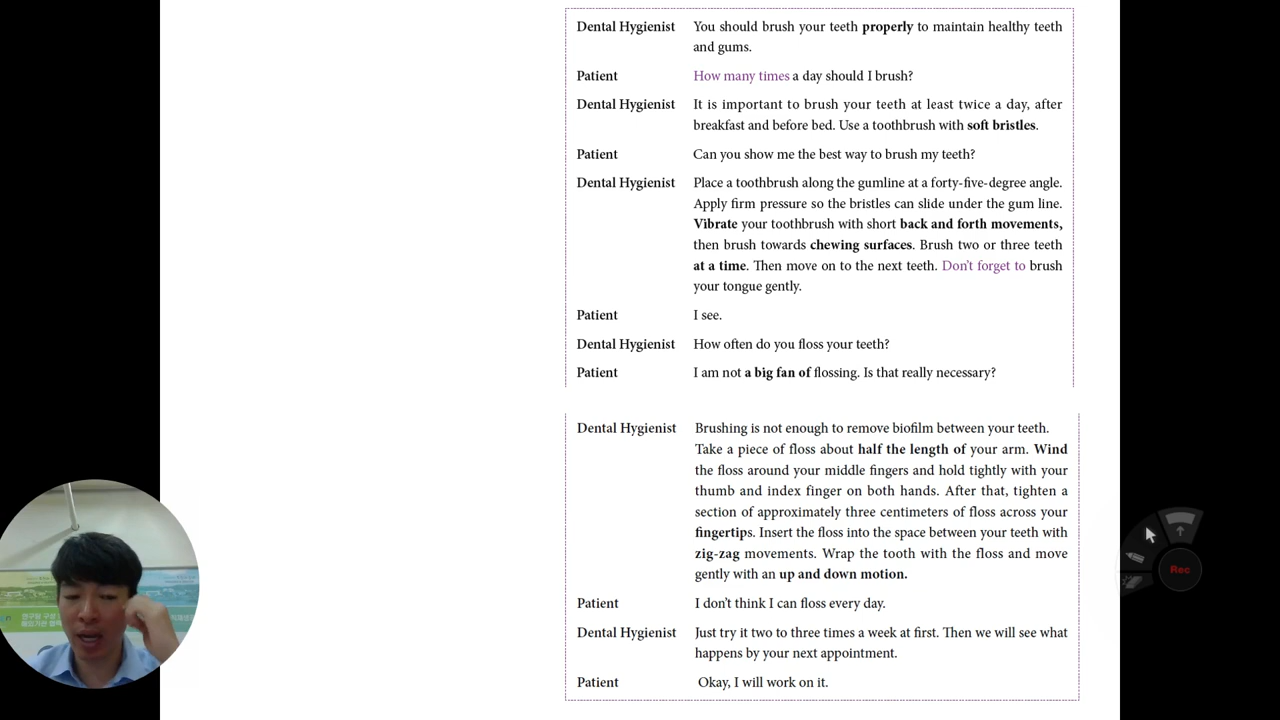 Dental Hygienist You should brush your teeth properly to maintain healthy teeth
and gums.
Patient How many times a day should I brush?
Dental Hygienist It is important to brush your teeth at least twice a day, after
breakfast and before bed. Use a toothbrush with soft bristles.
Patient Can you show me the best way to brush my teeth?
Dental Hygienist Place a toothbrush along the gumline at a forty-five-degree angle.
Apply firm pressure so the bristles can slide under the gum line.
Vibrate your toothbrush with short back and forth movements,
then brush towards chewing surfaces. Brush two or three teeth
at a time. Then move on to the next teeth. Don't forget to brush
your tongue gently.
Patient I see.
Dental Hygienist How often do you floss your teeth?
Patient I am not a big fan of flossing. Is that really necessary?
Dental Hygienist Brushing is not enough to remove biofilm between your teeth.
Take a piece of floss about half the length of your arm. Wind
the floss around your middle fingers and hold tightly with your
thumb and index finger on both hands. After that, tighten a
section of approximately three centimeters of floss across your
fingertips. Insert the floss into the space between your teeth with
zig-zag movements. Wrap the tooth with the floss and move
gently with an up and down motion.
Patient I don't think I can floss every day.
Dental Hygienist Just try it two to three times a week at first. Then we will see what
happens by your next appointment.
Patient Okay, I will work on it.
Rec